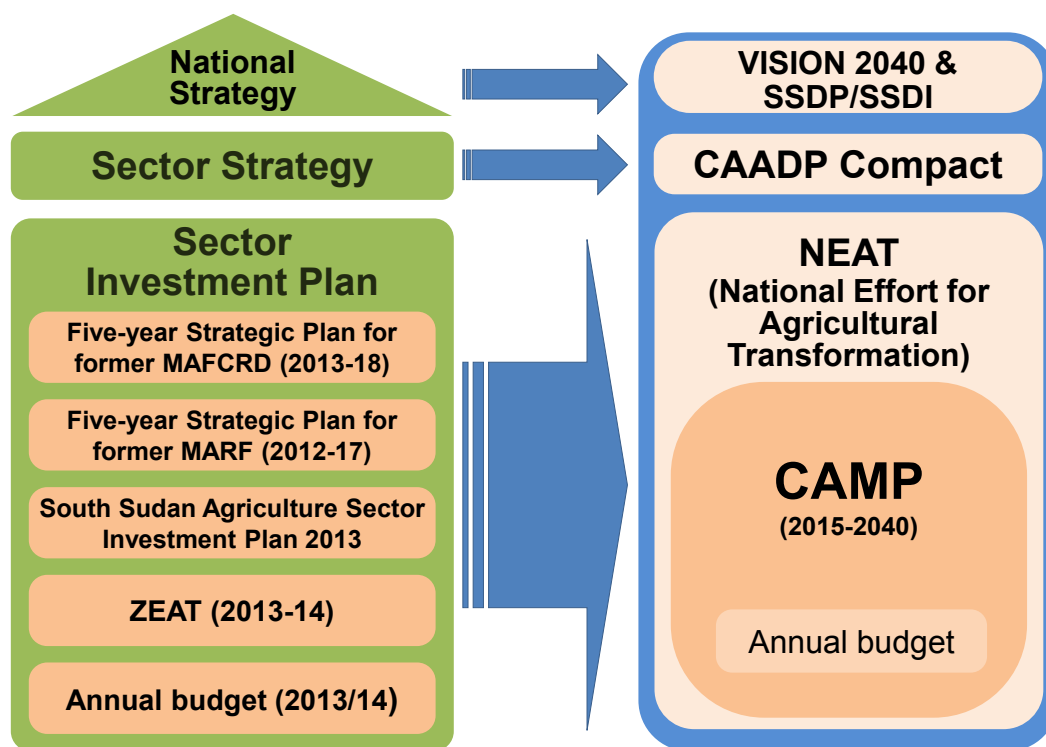 National
Strategy
VISION 2040 &
SSDP/SSDI
Sector Strategy
CAADP Compact
Sector
Investment Plan
Five-year Strategic Plan for
former MAFCRD (2013-18)
Five-year Strategic Plan for
former MARF (2012-17)
South Sudan Agriculture Sector
Investment Plan 2013
ZEAT (2013-14)
Annual budget (2013/14)
NEAT
(National Effort for
Agricultural
Transformation)
CAMP
(2015-2040)
Annual budget